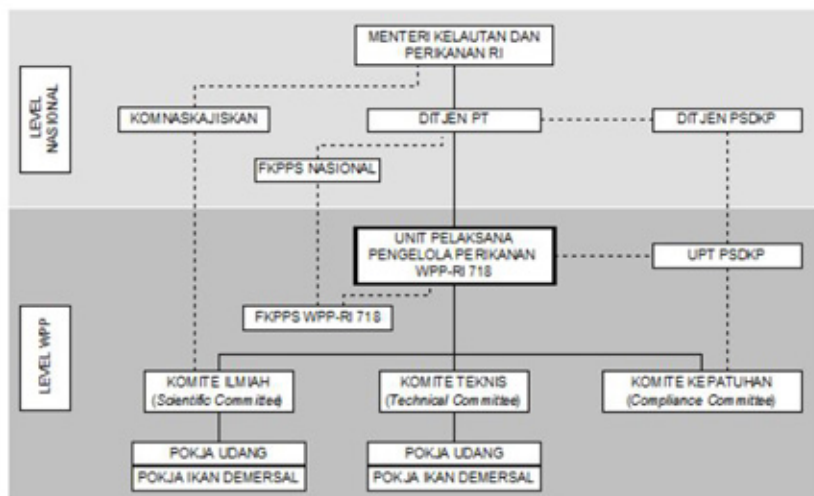 MENTERI KELAUTAN DAN
PERIKANAN RI
LEVEL
NASIONAL
KOMNASKAJISKAN
DITJEN PT
DITJEN PSDKP
FKPPS NASIONAL
UNIT PELAKSANA
PENGELOLA PERIKANAN
WPP-RI 718
UPT PSDKP
FKPPS WPP-RI 718
LEVEL WPP
KOMITE ILMIAH
(Scientific Committee)
KOMITE TEKNIS
(Technical Committee)
KOMITE KEPATUHAN
(Compliance Committee)
POKJA UDANG
POKJA IKAN DEMERSAL
POKJA UDANG
POKJA IKAN DEMERSAL